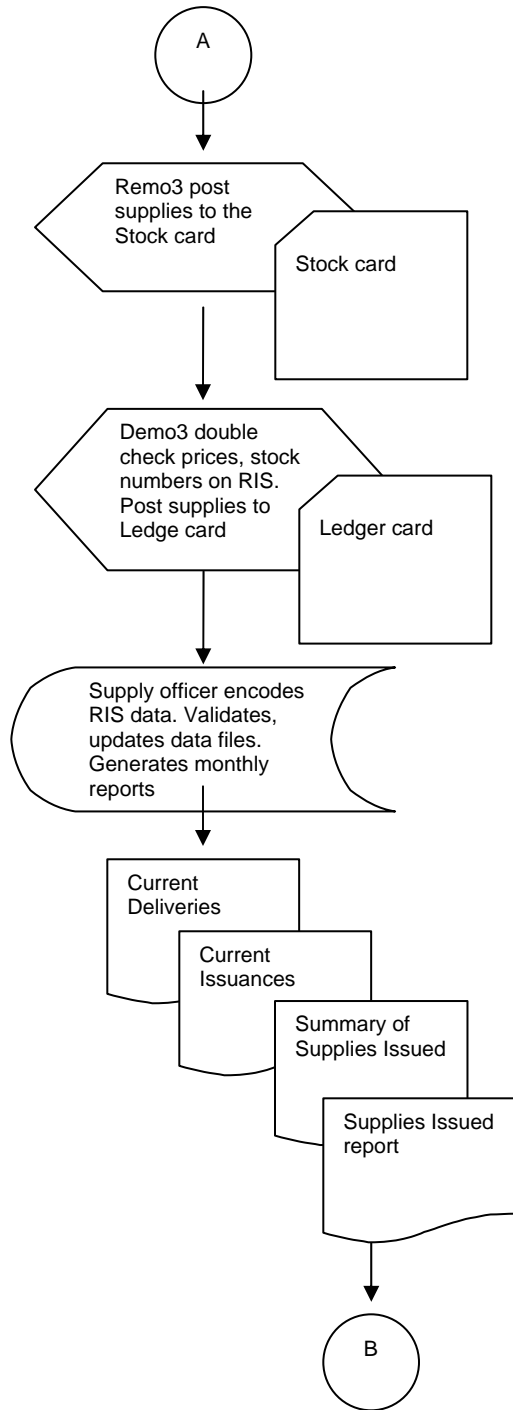 A
Remo3 post
supplies to the
Stock card
Stock card
Demo3 double
check prices, stock
numbers on RIS.
Post supplies to
Ledge card
Ledger card
Supply officer encodes
RIS data. Validates,
updates data files.
Generates monthly
reports
Current
Deliveries
Current
Issuances
Summary of
Supplies Issued
Supplies Issued
report
B